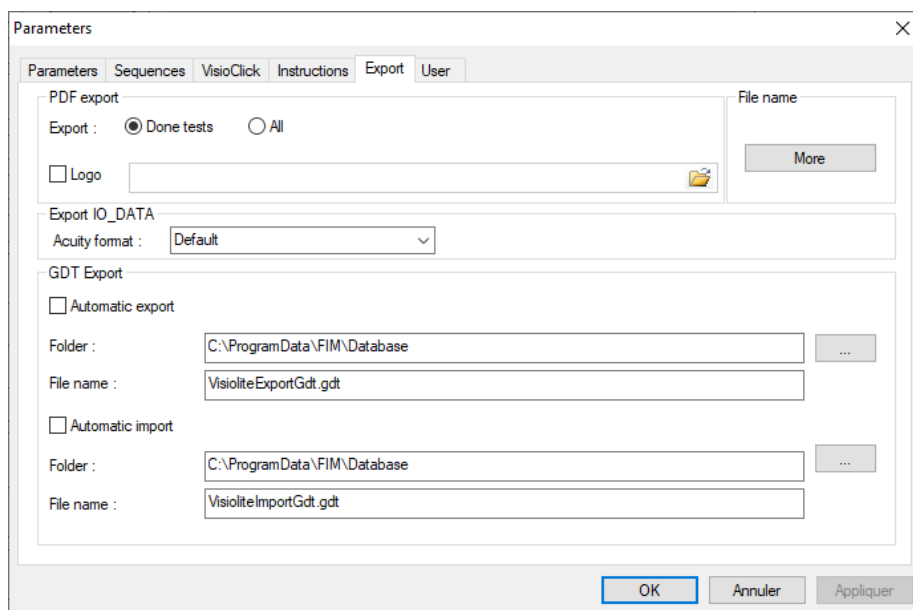 Parameters
Parameters Sequences VisioClick Instructions Export User
PDF export
File name
Export : Done tests All
More
Logo
Export IO_DATA
Acuity format : Default
GDT Export
Automatic export
Folder : C:\ProgramData\FIM\Database ...
File name : VisioliteExportGdt.gdt
Automatic import
Folder : C:\ProgramData\FIM\Database ...
File name : VisioliteImportGdt.gdt
OK Annuler Appliquer